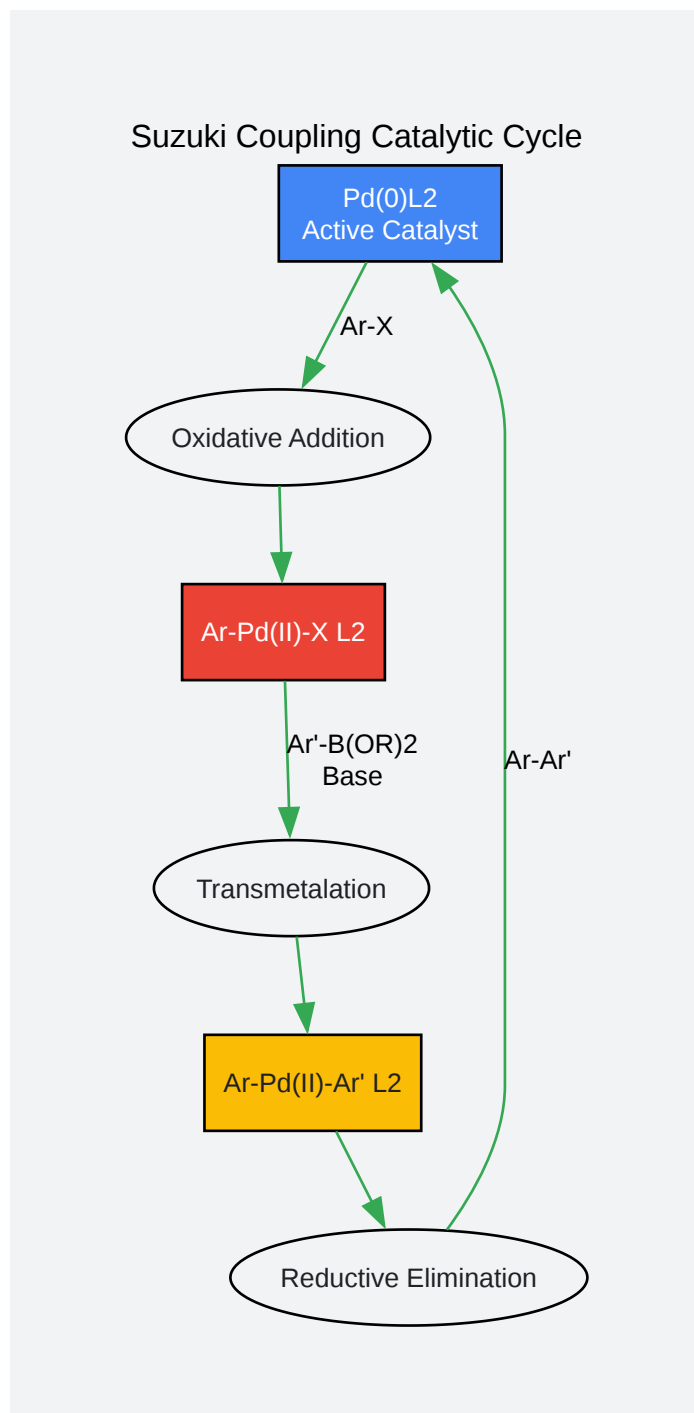 Suzuki Coupling Catalytic Cycle
Pd(0)L2
Active Catalyst
Ar-X
Oxidative Addition
Ar-Pd(II)-X L2
Ar'-B(OR)2
Base
Ar-Ar'
Transmetalation
Ar-Pd(II)-Ar' L2
Reductive Elimination